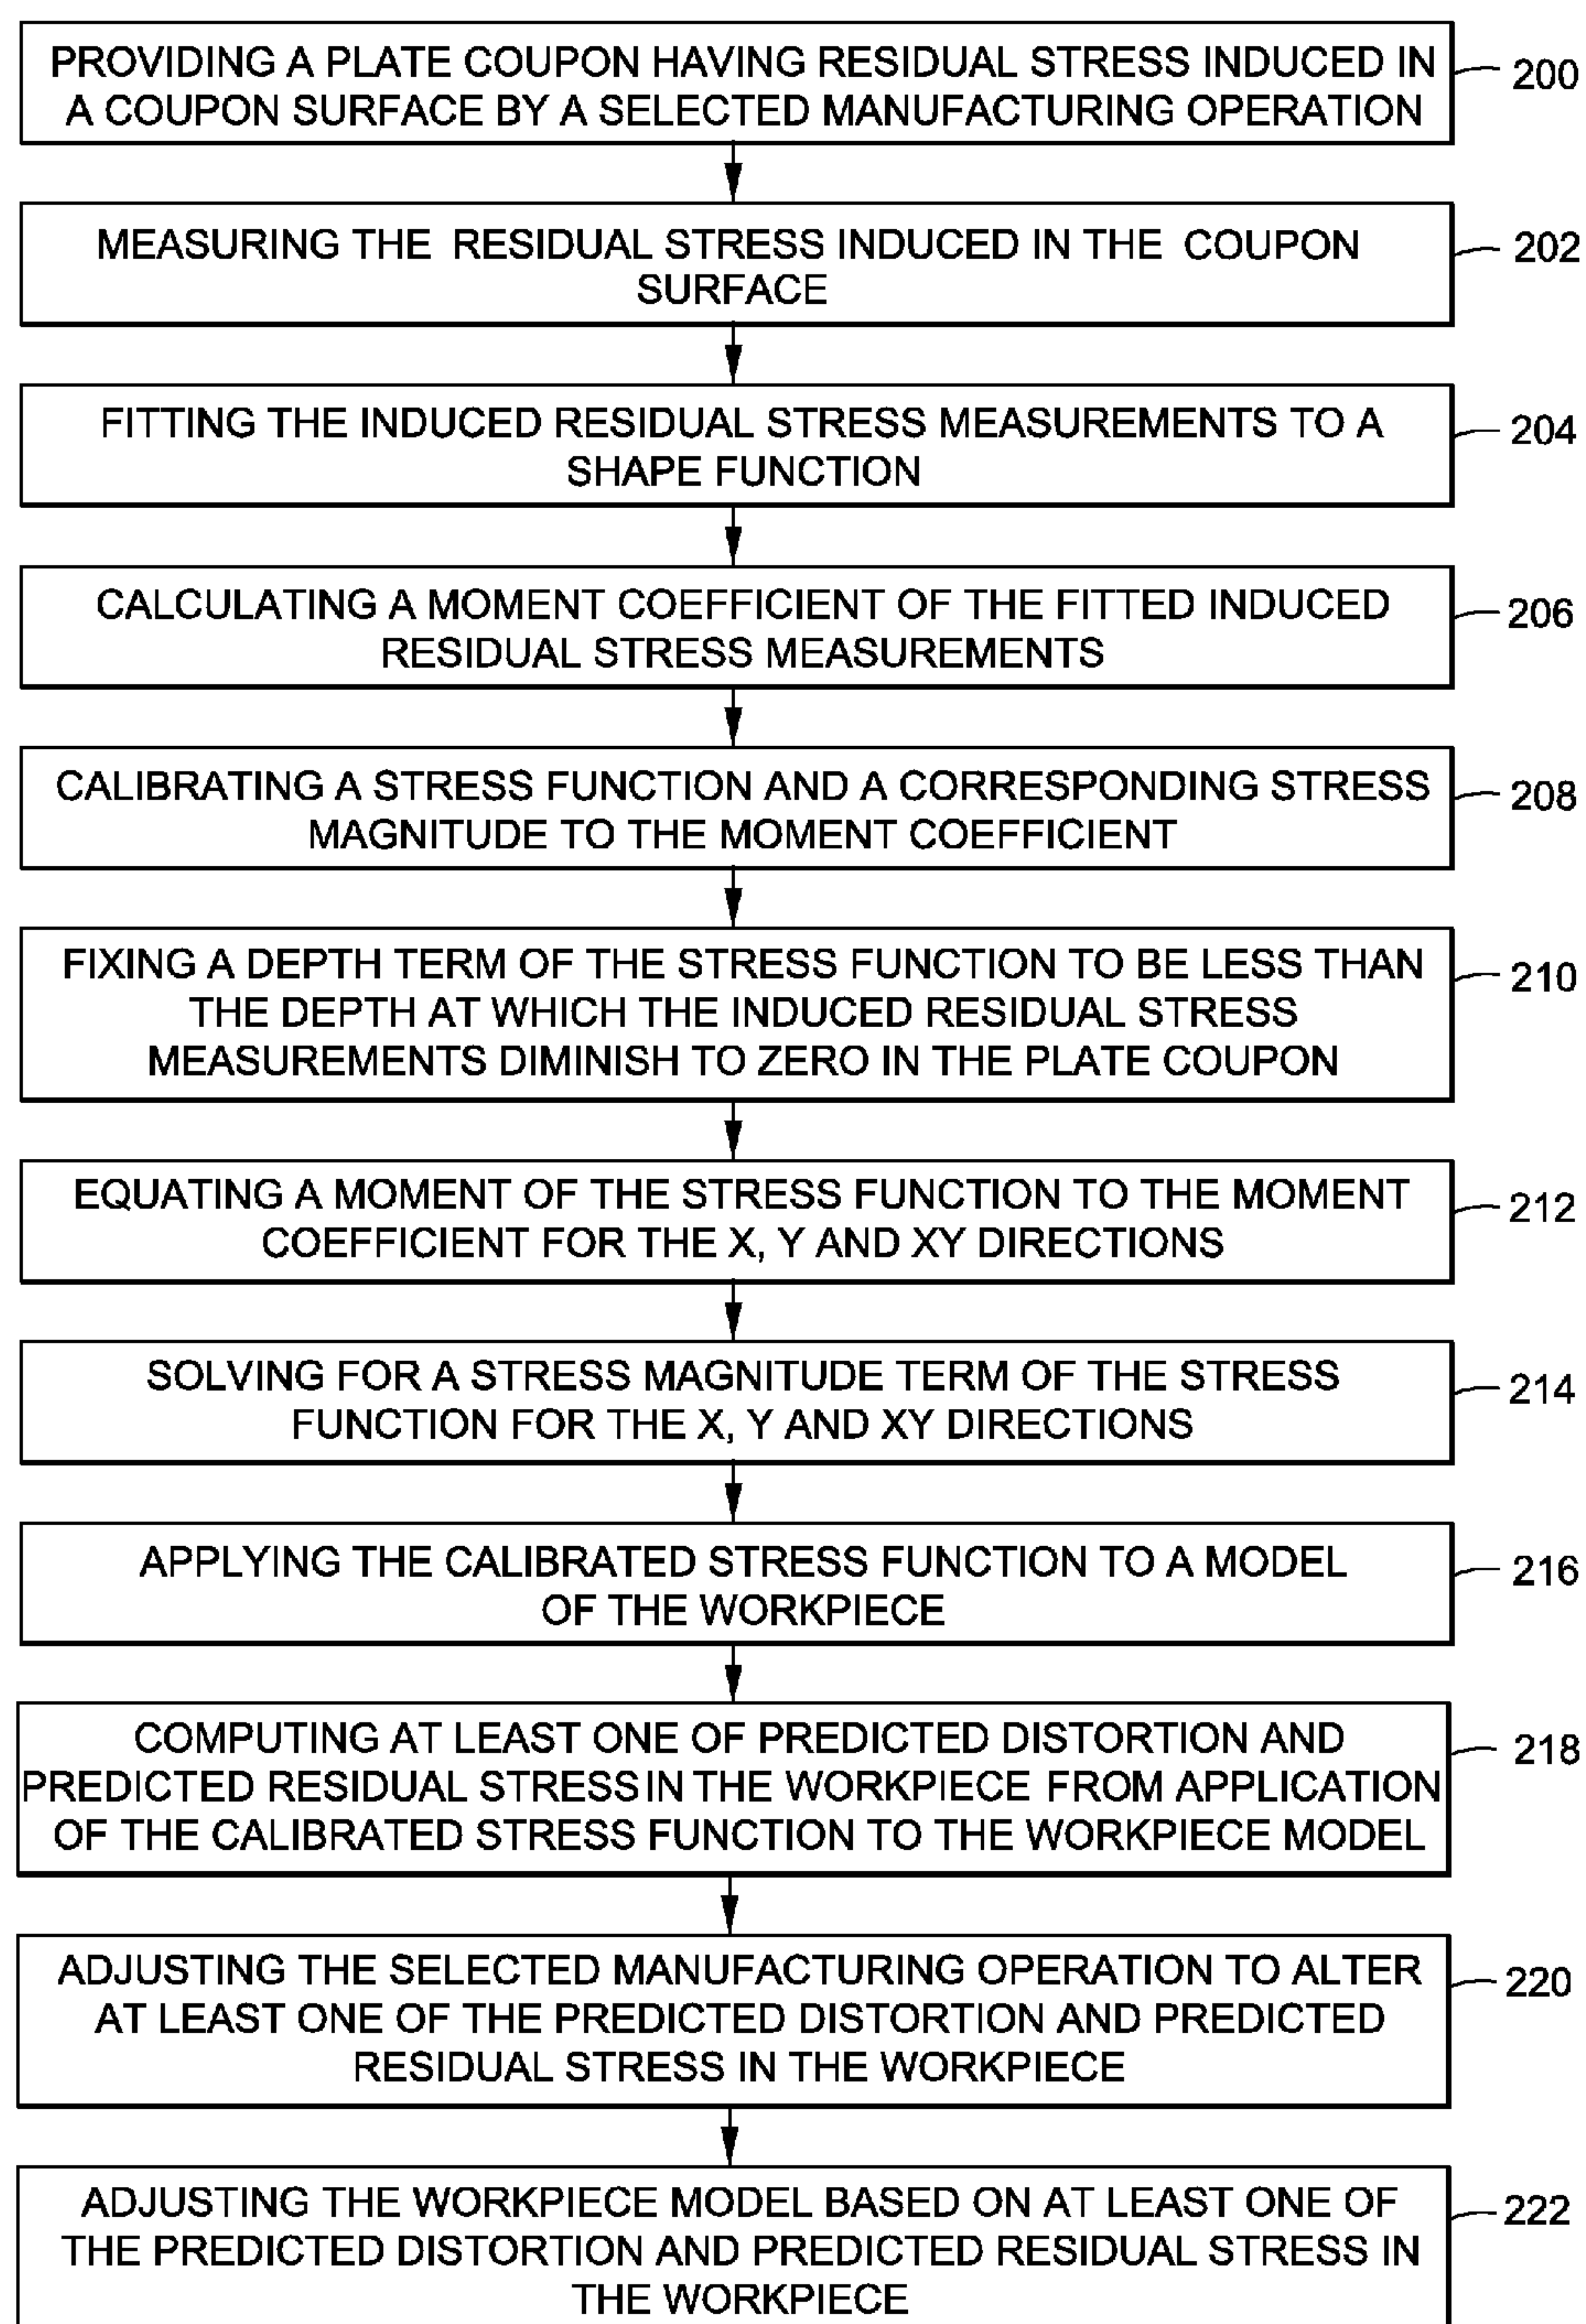 PROVIDING A PLATE COUPON HAVING RESIDUAL STRESS INDUCED IN
A COUPON SURFACE BY A SELECTED MANUFACTURING OPERATION
200
MEASURING THE RESIDUAL STRESS INDUCED IN THE COUPON
SURFACE
202
FITTING THE INDUCED RESIDUAL STRESS MEASUREMENTS TO A
SHAPE FUNCTION
204
CALCULATING A MOMENT COEFFICIENT OF THE FITTED INDUCED
RESIDUAL STRESS MEASUREMENTS
206
CALIBRATING A STRESS FUNCTION AND A CORRESPONDING STRESS
MAGNITUDE TO THE MOMENT COEFFICIENT
208
FIXING A DEPTH TERM OF THE STRESS FUNCTION TO BE LESS THAN
THE DEPTH AT WHICH THE INDUCED RESIDUAL STRESS
MEASUREMENTS DIMINISH TO ZERO IN THE PLATE COUPON
210
EQUATING A MOMENT OF THE STRESS FUNCTION TO THE MOMENT
COEFFICIENT FOR THE X, Y AND XY DIRECTIONS
212
SOLVING FOR A STRESS MAGNITUDE TERM OF THE STRESS
FUNCTION FOR THE X, Y AND XY DIRECTIONS
214
APPLYING THE CALIBRATED STRESS FUNCTION TO A MODEL
OF THE WORKPIECE
216
COMPUTING AT LEAST ONE OF PREDICTED DISTORTION AND
PREDICTED RESIDUAL STRESS IN THE WORKPIECE FROM APPLICATION
OF THE CALIBRATED STRESS FUNCTION TO THE WORKPIECE MODEL
218
ADJUSTING THE SELECTED MANUFACTURING OPERATION TO ALTER
AT LEAST ONE OF THE PREDICTED DISTORTION AND PREDICTED
RESIDUAL STRESS IN THE WORKPIECE
220
ADJUSTING THE WORKPIECE MODEL BASED ON AT LEAST ONE OF
THE PREDICTED DISTORTION AND PREDICTED RESIDUAL STRESS IN
THE WORKPIECE
222